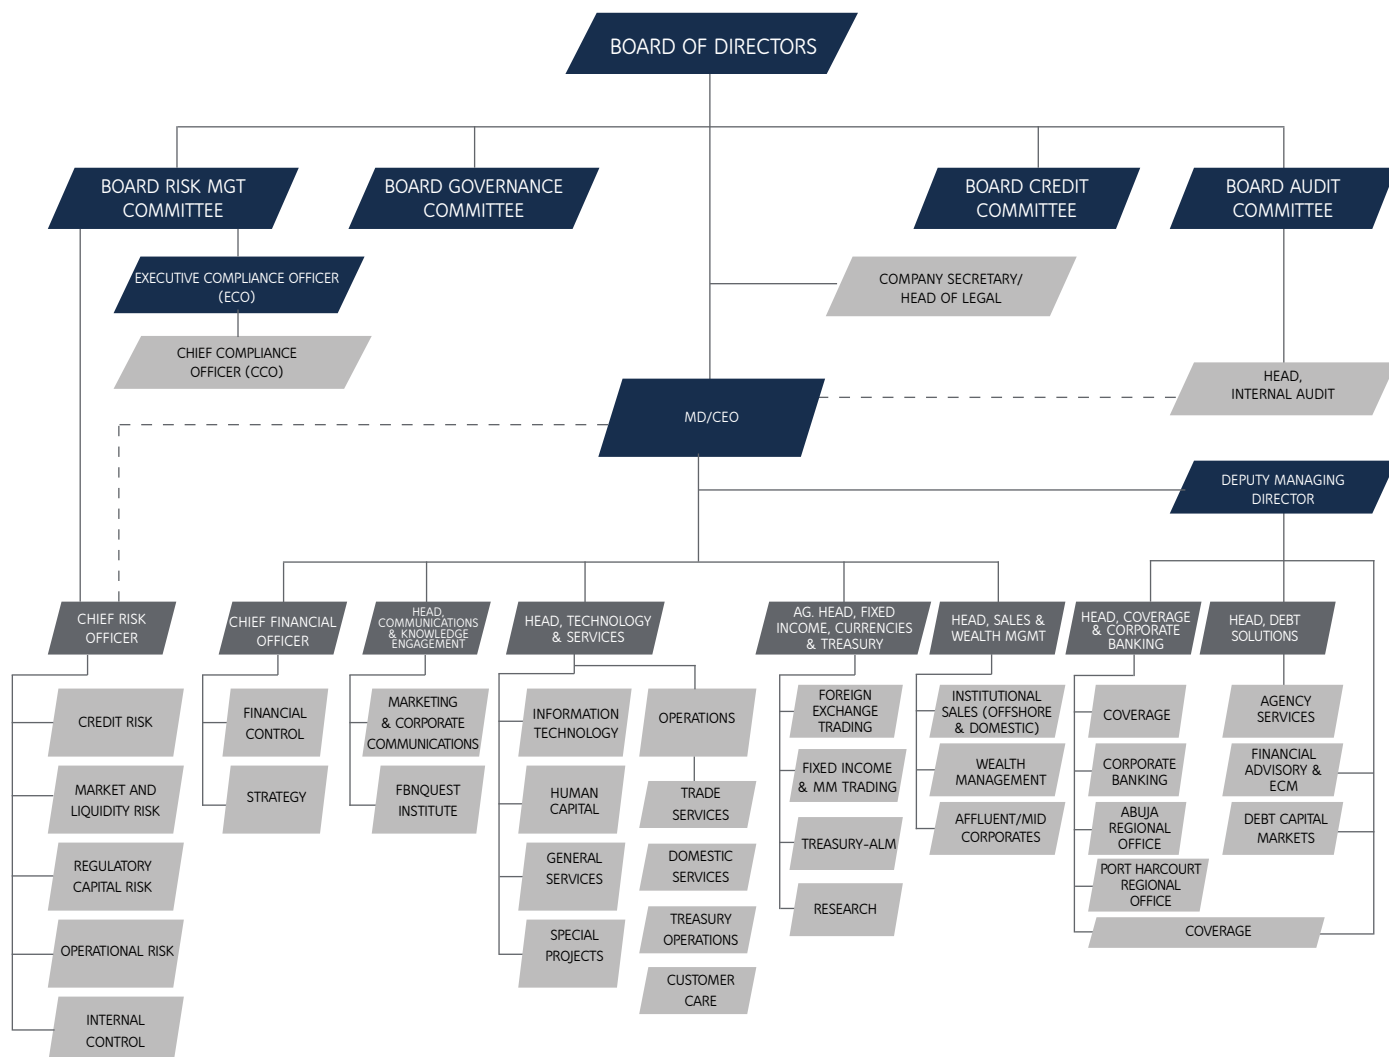 BOARD OF DIRECTORS
BOARD RISK MGT
COMMITTEE
BOARD GOVERNANCE
COMMITTEE
BOARD CREDIT
COMMITTEE
BOARD AUDIT
COMMITTEE
EXECUTIVE COMPLIANCE OFFICER
(ECO)
COMPANY SECRETARY/
HEAD OF LEGAL
CHIEF COMPLIANCE
OFFICER (CCO)
HEAD,
INTERNAL AUDIT
MD/CEO
DEPUTY MANAGING
DIRECTOR
CHIEF RISK
OFFICER
CHIEF FINANCIAL
OFFICER
HEAD,
COMMUNICATIONS
& KNOWLEDGE
ENGAGEMENT
HEAD, TECHNOLOGY
& SERVICES
AG. HEAD, FIXED
INCOME, CURRENCIES
& TREASURY
HEAD, SALES &
WEALTH MGMT
HEAD, COVERAGE
& CORPORATE
BANKING
HEAD, DEBT
SOLUTIONS
CREDIT RISK
MARKET AND
LIQUIDITY RISK
REGULATORY
CAPITAL RISK
OPERATIONAL RISK
INTERNAL
CONTROL
FINANCIAL
CONTROL
STRATEGY
MARKETING
& CORPORATE
COMMUNICATIONS
FBNQUEST
INSTITUTE
INFORMATION
TECHNOLOGY
HUMAN
CAPITAL
GENERAL
SERVICES
SPECIAL
PROJECTS
OPERATIONS
TRADE
SERVICES
DOMESTIC
SERVICES
TREASURY
OPERATIONS
CUSTOMER
CARE
FOREIGN
EXCHANGE
TRADING
FIXED INCOME
& MM TRADING
TREASURY-ALM
RESEARCH
INSTITUTIONAL
SALES (OFFSHORE
& DOMESTIC)
WEALTH
MANAGEMENT
AFFLUENT/MID
CORPORATES
COVERAGE
CORPORATE
BANKING
ABUJA
REGIONAL
OFFICE
PORT HARCOURT
REGIONAL
OFFICE
COVERAGE
AGENCY
SERVICES
FINANCIAL
ADVISORY &
ECM
DEBT CAPITAL
MARKETS